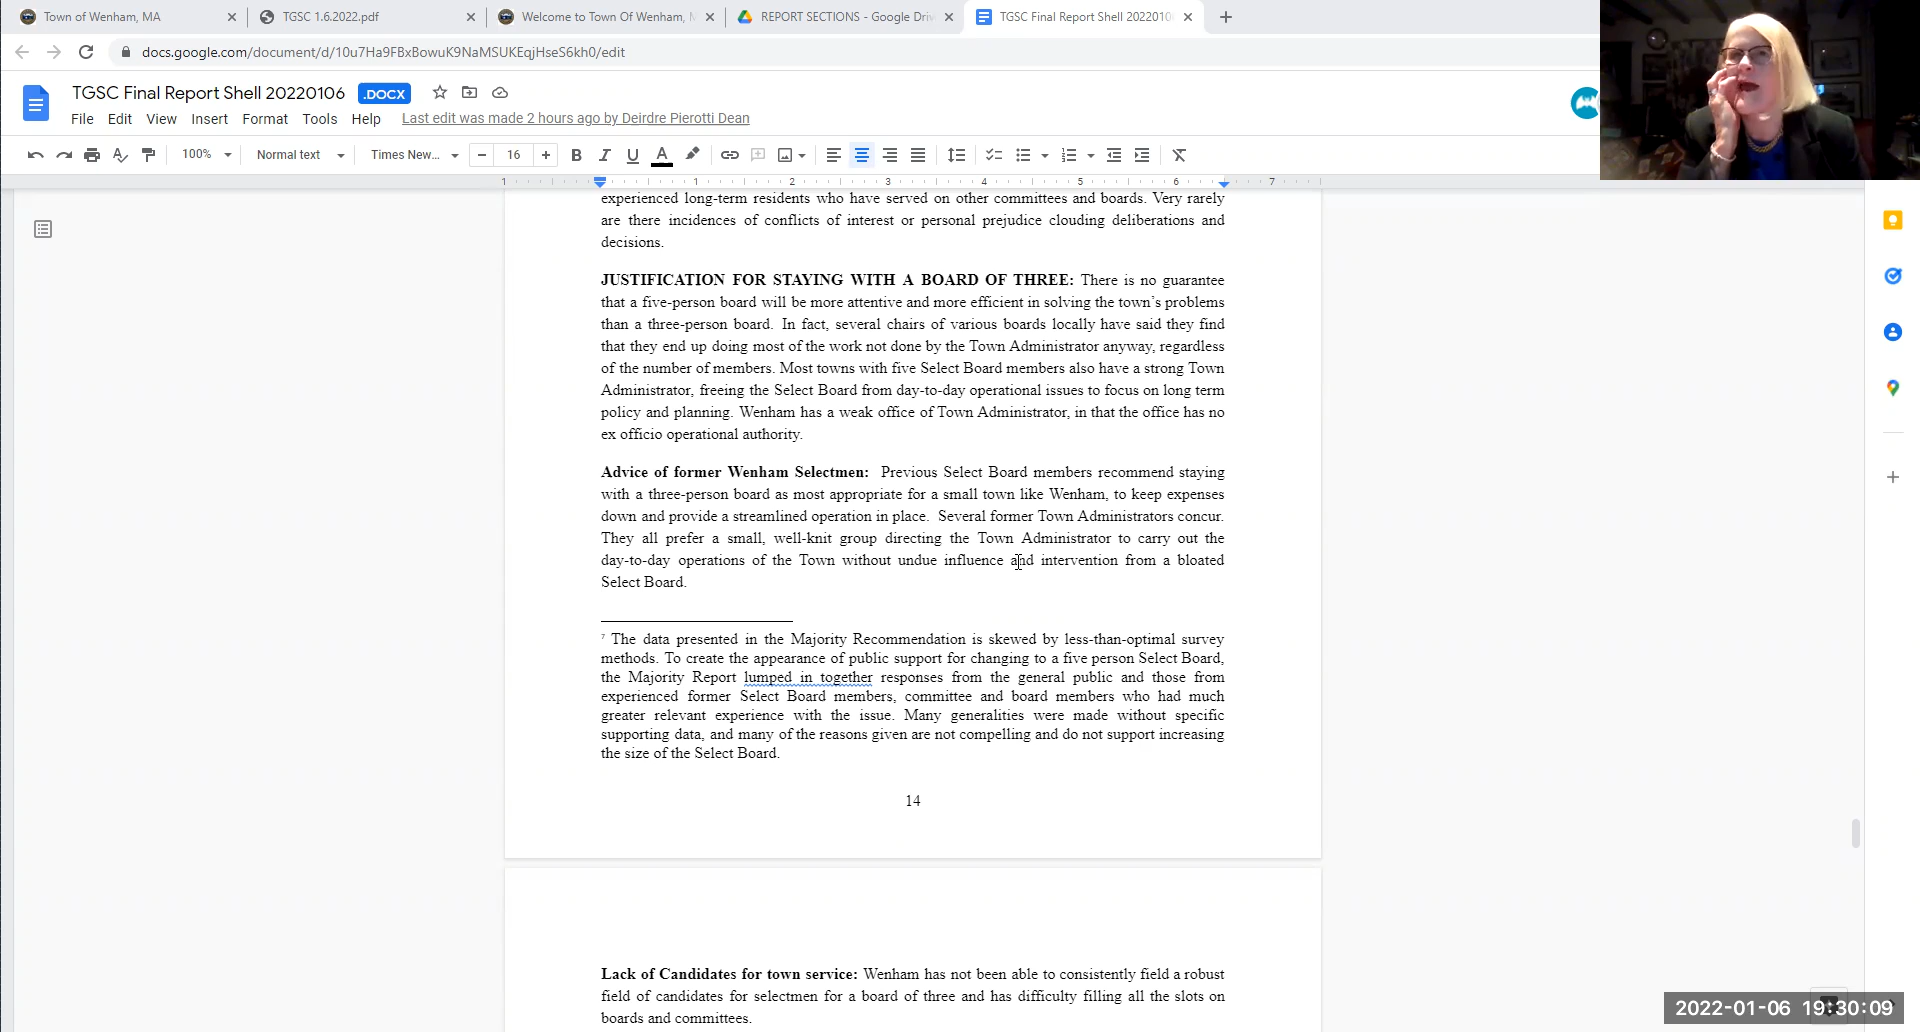 Town of Wenham, MA
TGSC 1.6.2022.pdf
Welcome to Town Of Wenham, M
REPORT SECTIONS - Google Driv
TGSC Final Report Shell 2022010
docs.google.com/document/d/10u7Ha9FBxBowuK9NaMSUKEqjHseS6kh0/edit
TGSC Final Report Shell 20220106
.DOCX
File Edit View Insert Format Tools Help Last edit was made 2 hours ago by Deirdre Pierotti Dean
100% Normal text Times New... − 16 + B I U A
1 1 2 3 4 5 6 7
experienced long-term residents who have served on other committees and boards. Very rarely
are there incidences of conflicts of interest or personal prejudice clouding deliberations and
decisions.
JUSTIFICATION FOR STAYING WITH A BOARD OF THREE: There is no guarantee
that a five-person board will be more attentive and more efficient in solving the town’s problems
than a three-person board. In fact, several chairs of various boards locally have said they find
that they end up doing most of the work not done by the Town Administrator anyway, regardless
of the number of members. Most towns with five Select Board members also have a strong Town
Administrator, freeing the Select Board from day-to-day operational issues to focus on long term
policy and planning. Wenham has a weak office of Town Administrator, in that the office has no
ex officio operational authority.
Advice of former Wenham Selectmen: Previous Select Board members recommend staying
with a three-person board as most appropriate for a small town like Wenham, to keep expenses
down and provide a streamlined operation in place. Several former Town Administrators concur.
They all prefer a small, well-knit group directing the Town Administrator to carry out the
day-to-day operations of the Town without undue influence and intervention from a bloated
Select Board.
7 The data presented in the Majority Recommendation is skewed by less-than-optimal survey
methods. To create the appearance of public support for changing to a five person Select Board,
the Majority Report lumped in together responses from the general public and those from
experienced former Select Board members, committee and board members who had much
greater relevant experience with the issue. Many generalities were made without specific
supporting data, and many of the reasons given are not compelling and do not support increasing
the size of the Select Board.
14
Lack of Candidates for town service: Wenham has not been able to consistently field a robust
field of candidates for selectmen for a board of three and has difficulty filling all the slots on
boards and committees.
2022-01-06 19:30:09